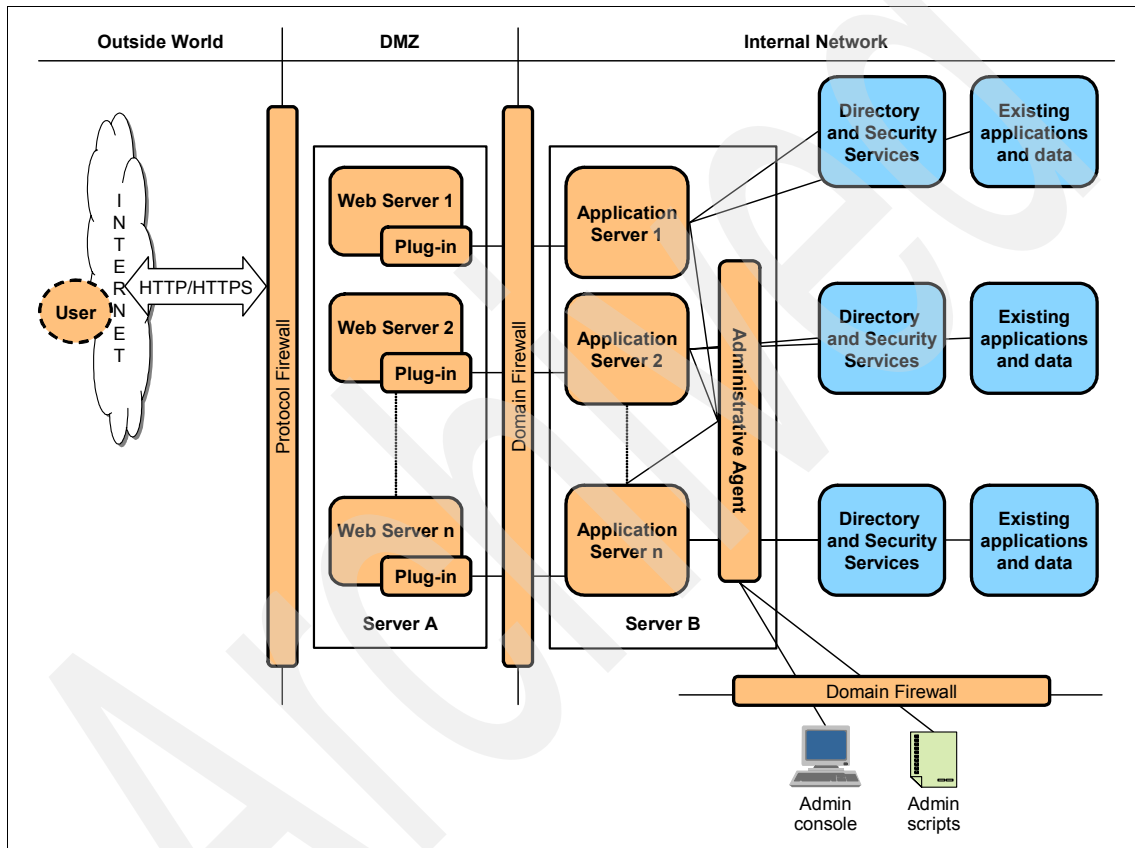 Outside World
DMZ
Internal Network
INTERNET
User
HTTP/HTTPS
Protocol Firewall
Web Server 1
Plug-in
Web Server 2
Plug-in
Web Server n
Plug-in
Server A
Domain Firewall
Application
Server 1
Application
Server 2
Application
Server n
Server B
Administrative Agent
Directory
and Security
Services
Existing
applications
and data
Directory
and Security
Services
Existing
applications
and data
Directory
and Security
Services
Existing
applications
and data
Domain Firewall
Admin
console
Admin
scripts
Archived